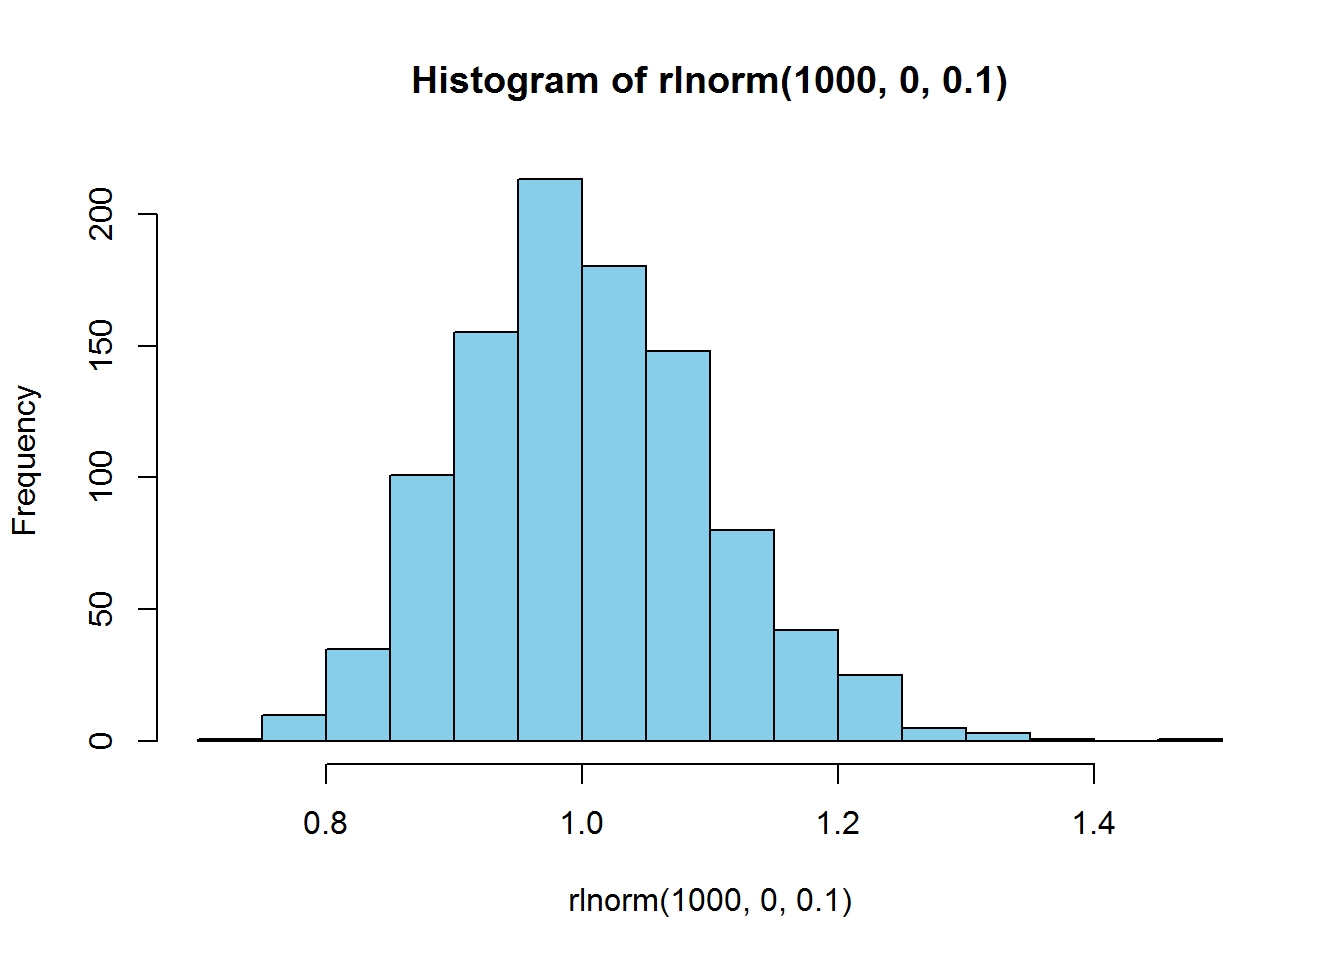 Histogram of rlnorm(1000, 0, 0.1)
Frequency
200
150
100
50
0
0.8 1.0 1.2 1.4
rlnorm(1000, 0, 0.1)